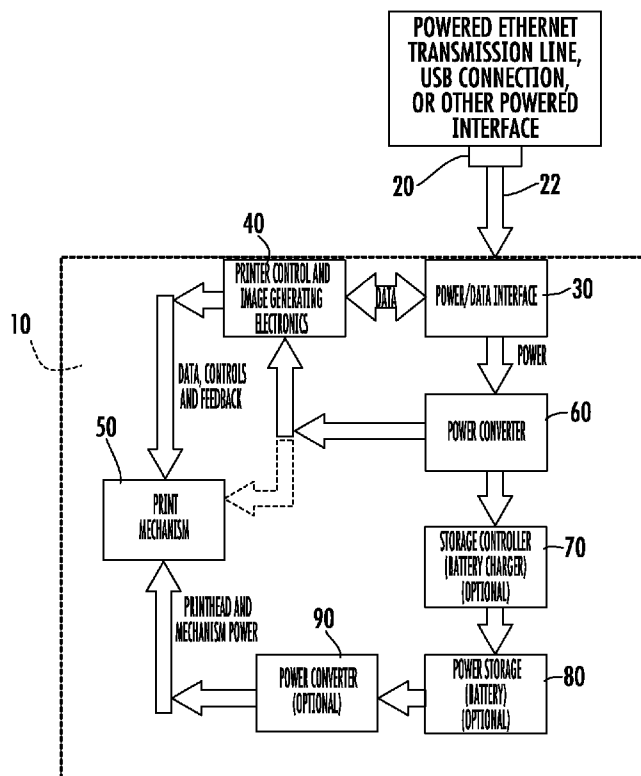 POWERED ETHERNET
TRANSMISSION LINE,
USB CONNECTION,
OR OTHER POWERED
INTERFACE
20
22
40
PRINTER CONTROL AND
IMAGE GENERATING
ELECTRONICS
DATA
POWER/DATA INTERFACE
30
10
POWER
DATA, CONTROLS
AND FEEDBACK
60
POWER CONVERTER
50
PRINT
MECHANISM
STORAGE CONTROLLER
(BATTERY CHARGER)
(OPTIONAL)
70
PRINTHEAD AND
MECHANISM POWER
90
POWER CONVERTER
(OPTIONAL)
POWER STORAGE
(BATTERY)
(OPTIONAL)
80